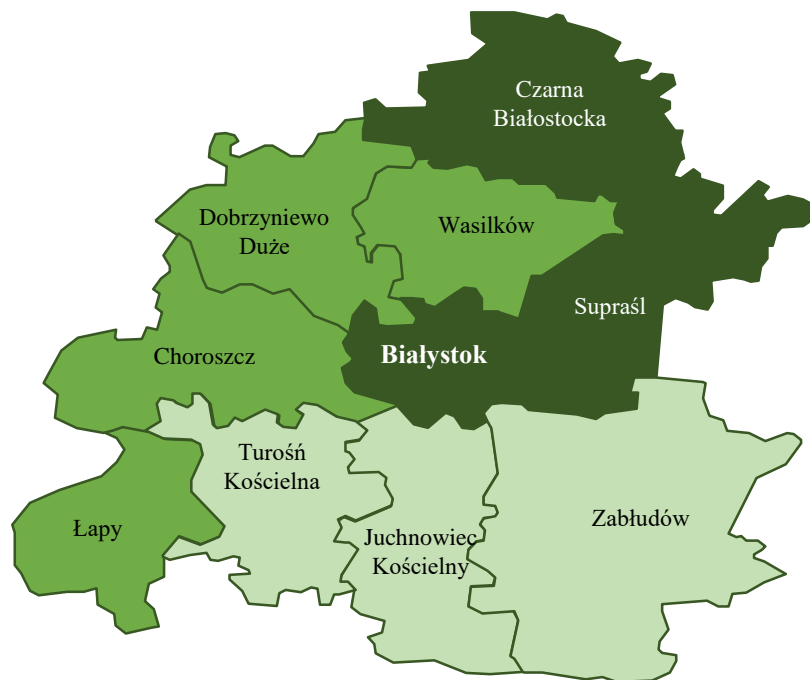 Czarna
Białostocka
Dobrzyniewo
Duże
Wasilków
Supraśl
Białystok
Choroszcz
Turośń
Kościelna
Łapy
Juchnowiec
Kościelny
Zabłudów